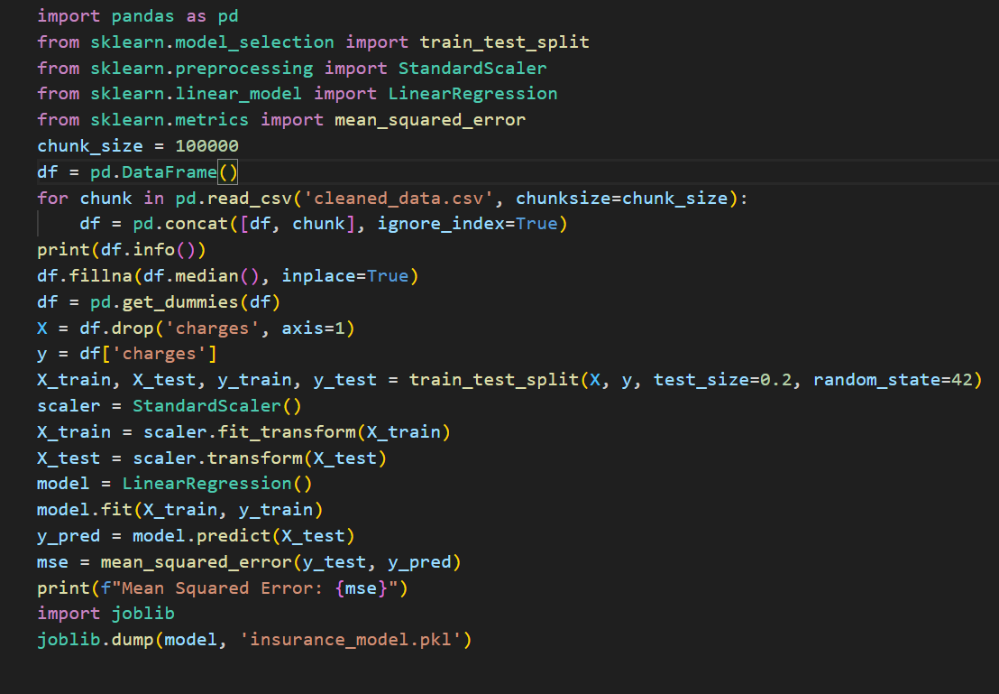 import pandas as pd
from sklearn.model_selection import train_test_split
from sklearn.preprocessing import StandardScaler
from sklearn.linear_model import LinearRegression
from sklearn.metrics import mean_squared_error
chunk_size = 100000
df = pd.DataFrame()
for chunk in pd.read_csv('cleaned_data.csv', chunksize=chunk_size):
    df = pd.concat([df, chunk], ignore_index=True)
print(df.info())
df.fillna(df.median(), inplace=True)
df = pd.get_dummies(df)
X = df.drop('charges', axis=1)
y = df['charges']
X_train, X_test, y_train, y_test = train_test_split(X, y, test_size=0.2, random_state=42)
scaler = StandardScaler()
X_train = scaler.fit_transform(X_train)
X_test = scaler.transform(X_test)
model = LinearRegression()
model.fit(X_train, y_train)
y_pred = model.predict(X_test)
mse = mean_squared_error(y_test, y_pred)
print(f"Mean Squared Error: {mse}")
import joblib
joblib.dump(model, 'insurance_model.pkl')